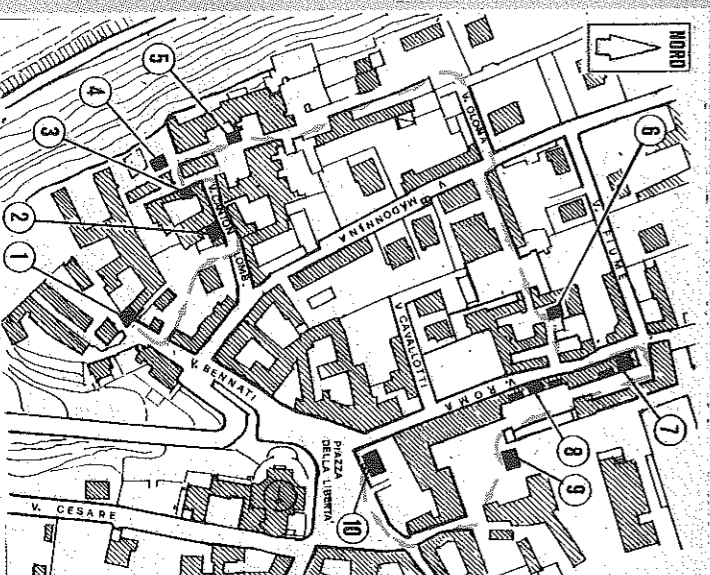 NORD
5
4
3
2
1
6
V. OLONA
V. MADONNINA
V. FIUME
V. CINTON LOMB.
V. CAVALLOTTI
V. BENNATI
V. ROMA
7
8
9
10
PIAZZA
DELLA LIBERTÀ
V. CESARE